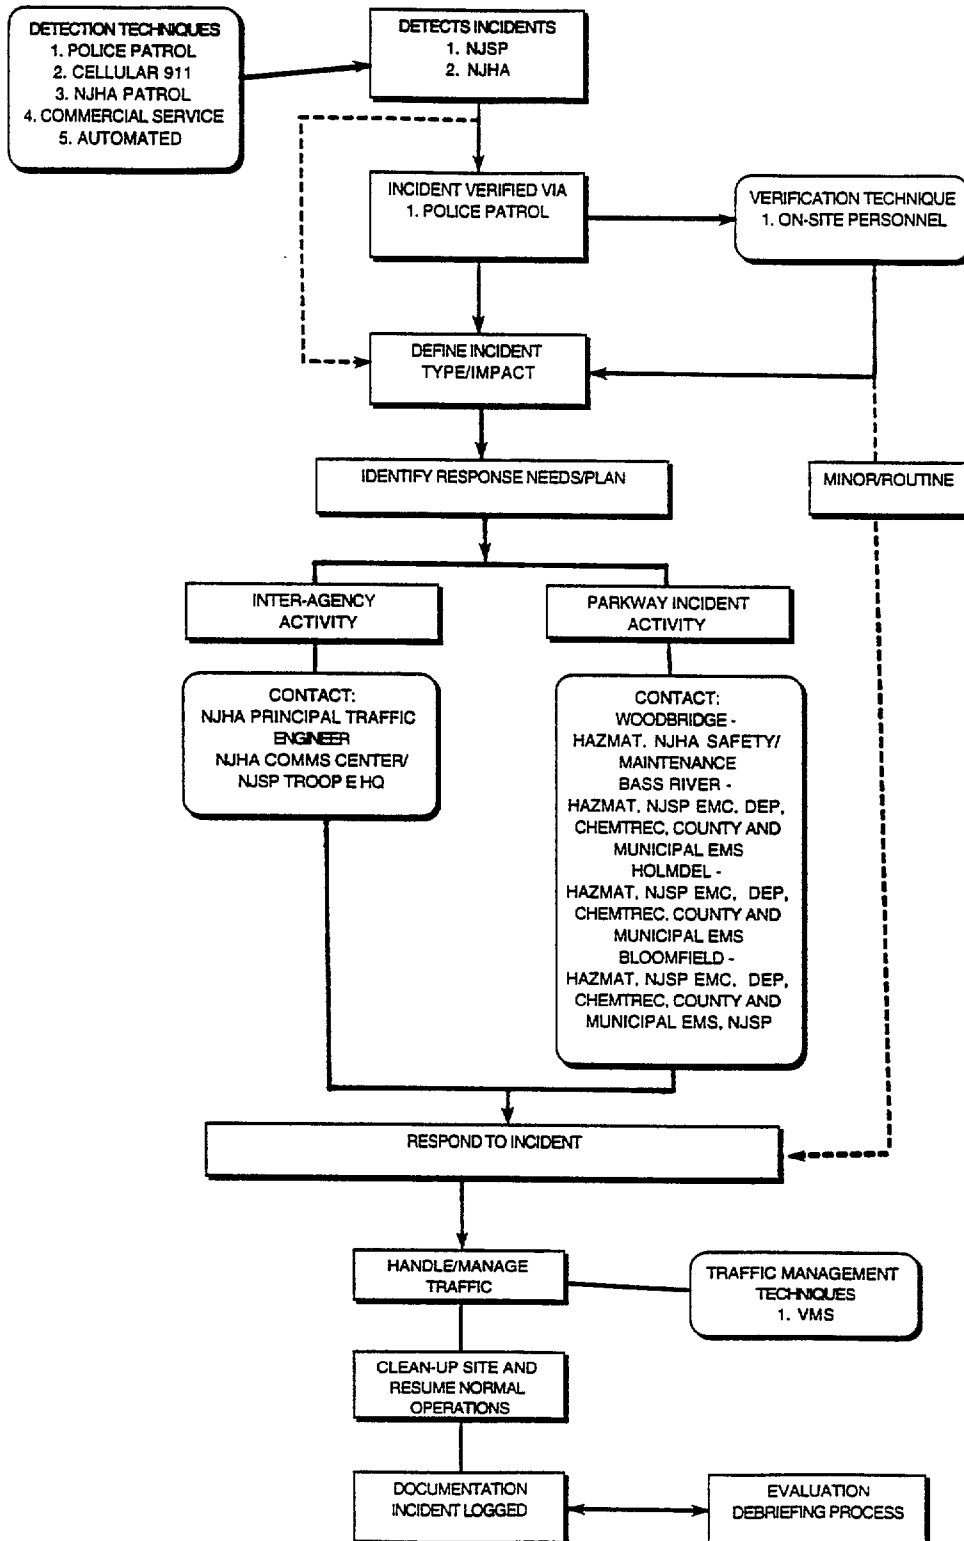 DETECTION TECHNIQUES
1. POLICE PATROL
2. CELLULAR 911
3. NJHA PATROL
4. COMMERCIAL SERVICE
5. AUTOMATED
DETECTS INCIDENTS
1. NJSP
2. NJHA
INCIDENT VERIFIED VIA
1. POLICE PATROL
VERIFICATION TECHNIQUE
1. ON-SITE PERSONNEL
DEFINE INCIDENT
TYPE/IMPACT
IDENTIFY RESPONSE NEEDS/PLAN
MINOR/ROUTINE
INTER-AGENCY
ACTIVITY
PARKWAY INCIDENT
ACTIVITY
CONTACT:
NJHA PRINCIPAL TRAFFIC
ENGINEER
NJHA COMMS CENTER/
NJSP TROOP E HQ
CONTACT:
WOODBRIDGE -
HAZMAT, NJHA SAFETY/
MAINTENANCE
BASS RIVER -
HAZMAT, NJSP EMC, DEP,
CHEMTREC, COUNTY AND
MUNICIPAL EMS
HOLMDEL -
HAZMAT, NJSP EMC, DEP,
CHEMTREC, COUNTY AND
MUNICIPAL EMS
BLOOMFIELD -
HAZMAT, NJSP EMC, DEP,
CHEMTREC, COUNTY AND
MUNICIPAL EMS, NJSP
RESPOND TO INCIDENT
HANDLE/MANAGE
TRAFFIC
TRAFFIC MANAGEMENT
TECHNIQUES
1. VMS
CLEAN-UP SITE AND
RESUME NORMAL
OPERATIONS
DOCUMENTATION
INCIDENT LOGGED
EVALUATION
DEBRIEFING PROCESS